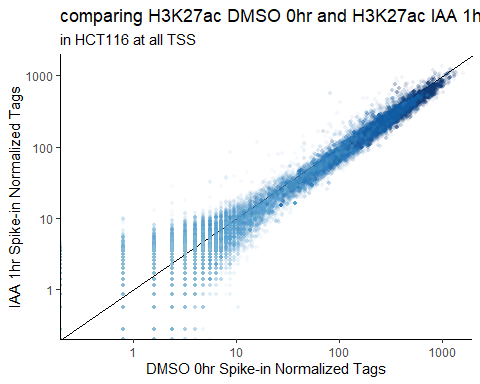 comparing H3K27ac DMSO 0hr and H3K27ac IAA 1h
in HCT116 at all TSS
IAA 1hr Spike-in Normalized Tags
1000
100
10
1
1
10
100
1000
DMSO 0hr Spike-in Normalized Tags